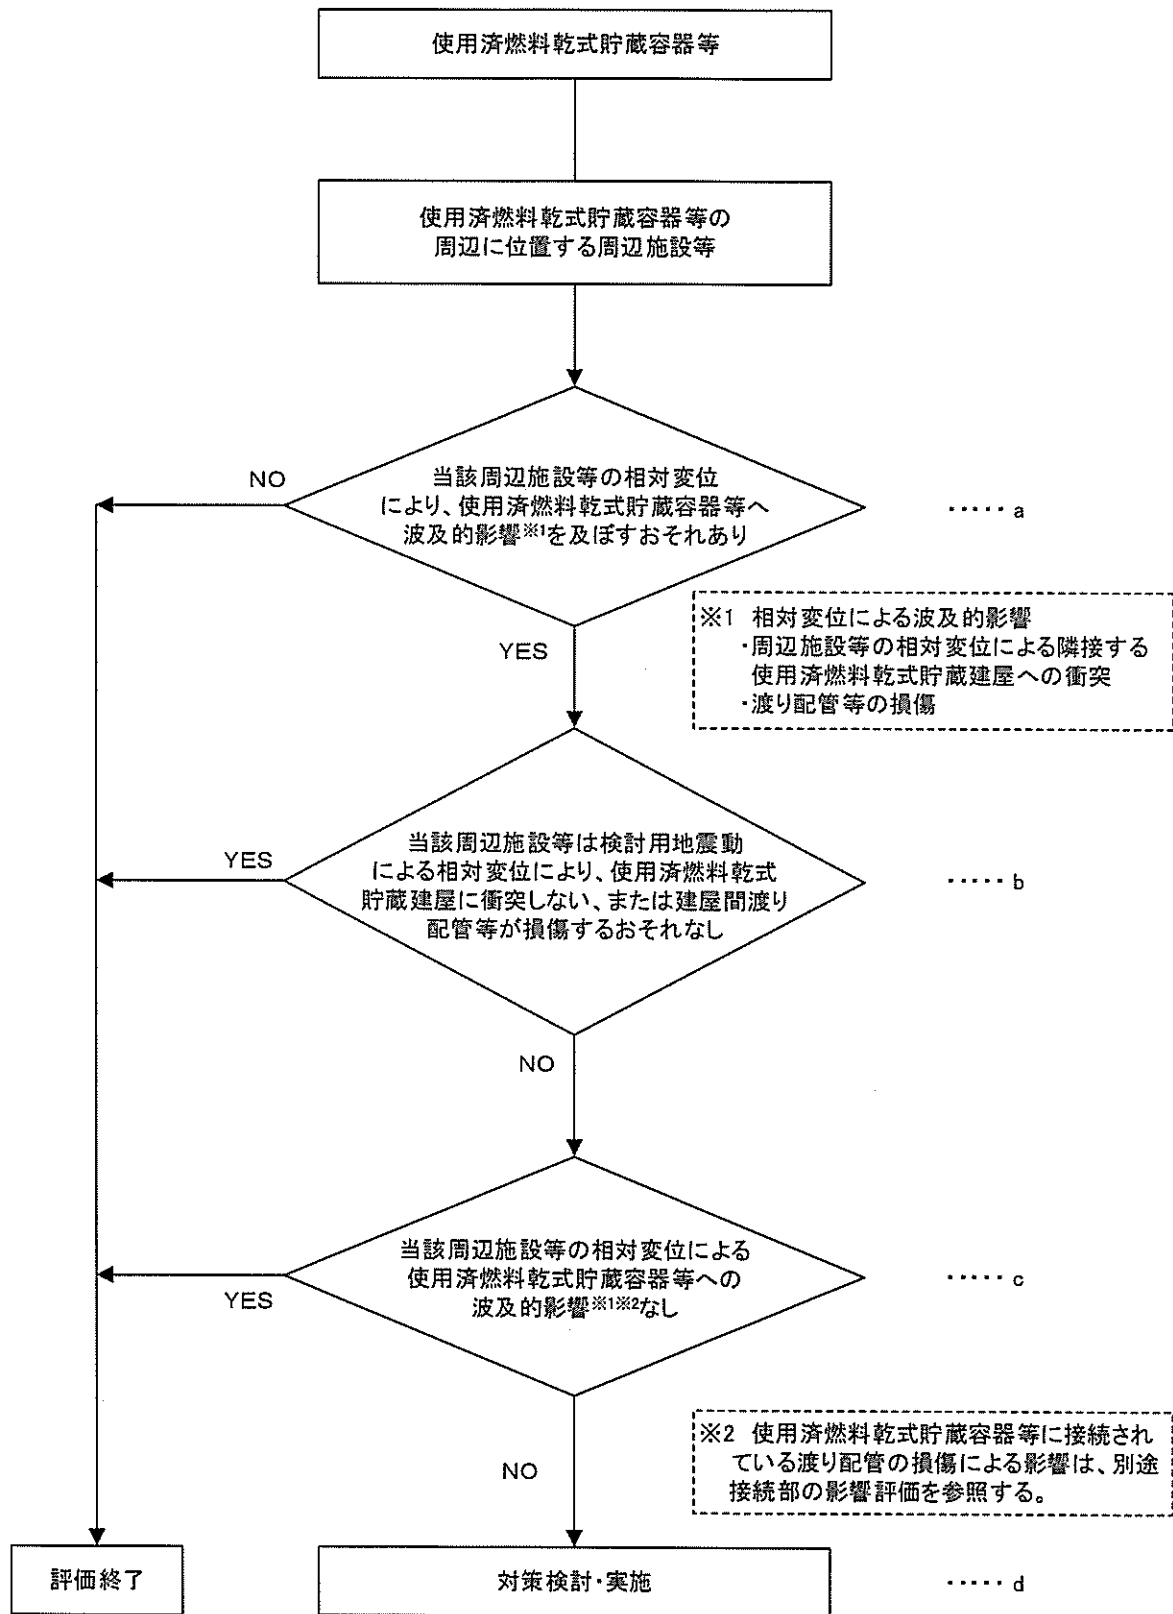 使用済燃料乾式貯蔵容器等
使用済燃料乾式貯蔵容器等の
周辺に位置する周辺施設等
当該周辺施設等の相対変位
により、使用済燃料乾式貯蔵容器等へ
波及的影響※1を及ぼすおそれあり
NO
‥‥‥ a
YES
※1 相対変位による波及的影響
・周辺施設等の相対変位による隣接する
使用済燃料乾式貯蔵建屋への衝突
・渡り配管等の損傷
当該周辺施設等は検討用地震動
による相対変位により、使用済燃料乾式
貯蔵建屋に衝突しない、または建屋間渡り
配管等が損傷するおそれなし
YES
‥‥‥ b
NO
当該周辺施設等の相対変位による
使用済燃料乾式貯蔵容器等への
波及的影響※1※2なし
YES
‥‥‥ c
NO
※2 使用済燃料乾式貯蔵容器等に接続され
ている渡り配管の損傷による影響は、別途
接続部の影響評価を参照する。
評価終了
対策検討・実施
‥‥‥ d